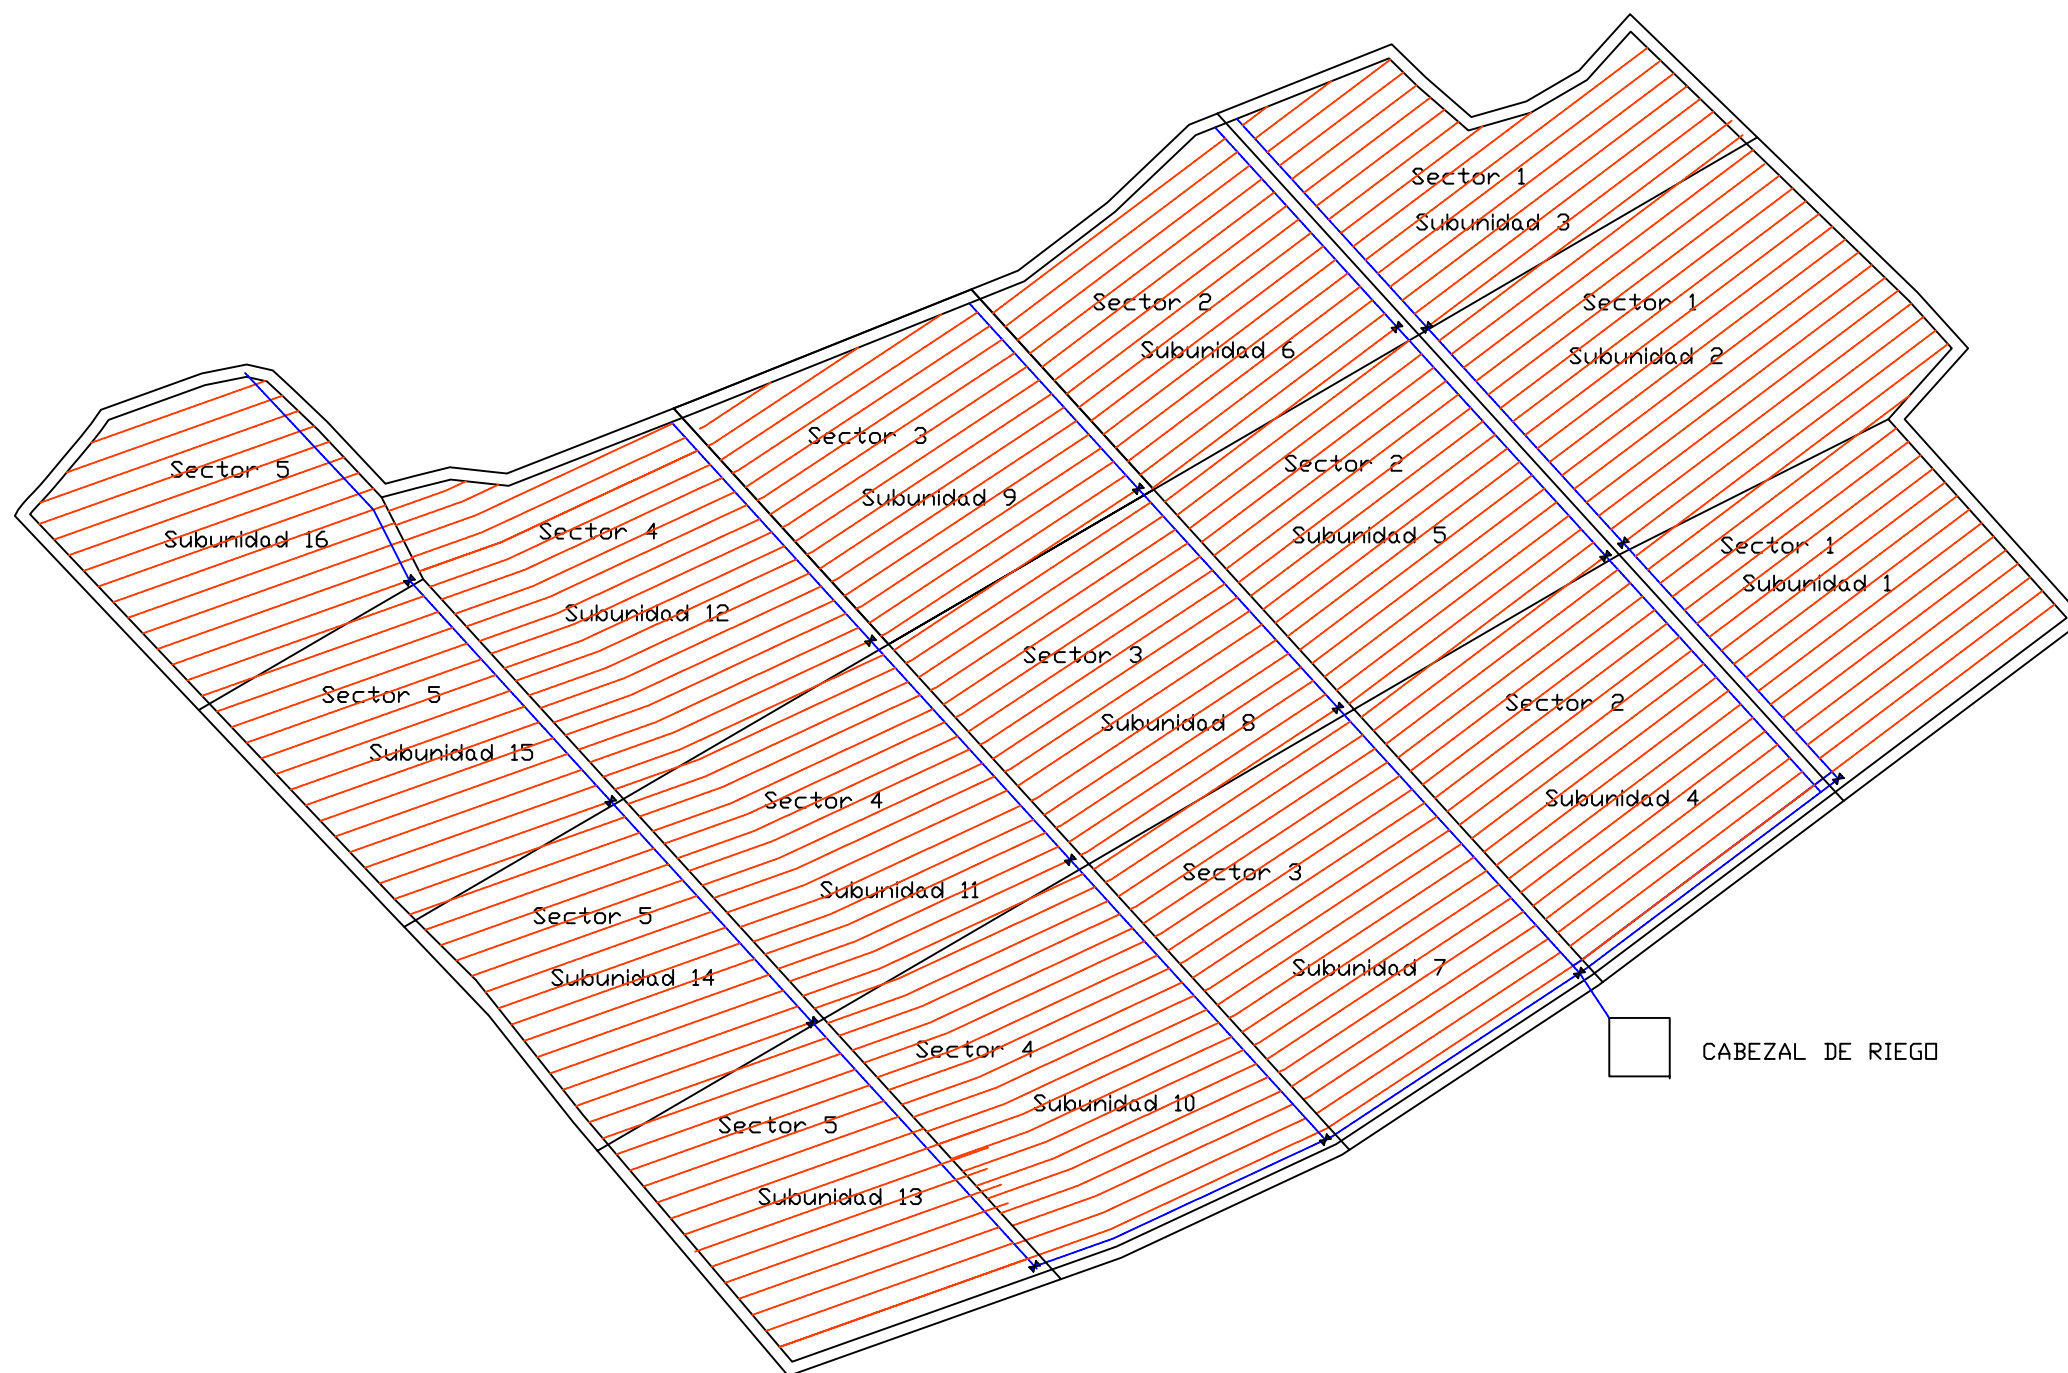 Sector 1
Subunidad 3
Sector 1
Subunidad 2
Sector 1
Subunidad 1
Sector 2
Subunidad 6
Sector 2
Subunidad 5
Sector 2
Subunidad 4
Sector 3
Subunidad 9
Sector 3
Subunidad 8
Sector 3
Subunidad 7
Sector 4
Subunidad 12
Sector 4
Subunidad 11
Sector 4
Subunidad 10
Sector 5
Subunidad 16
Sector 5
Subunidad 15
Sector 5
Subunidad 14
Sector 5
Subunidad 13
CABEZAL DE RIEGO